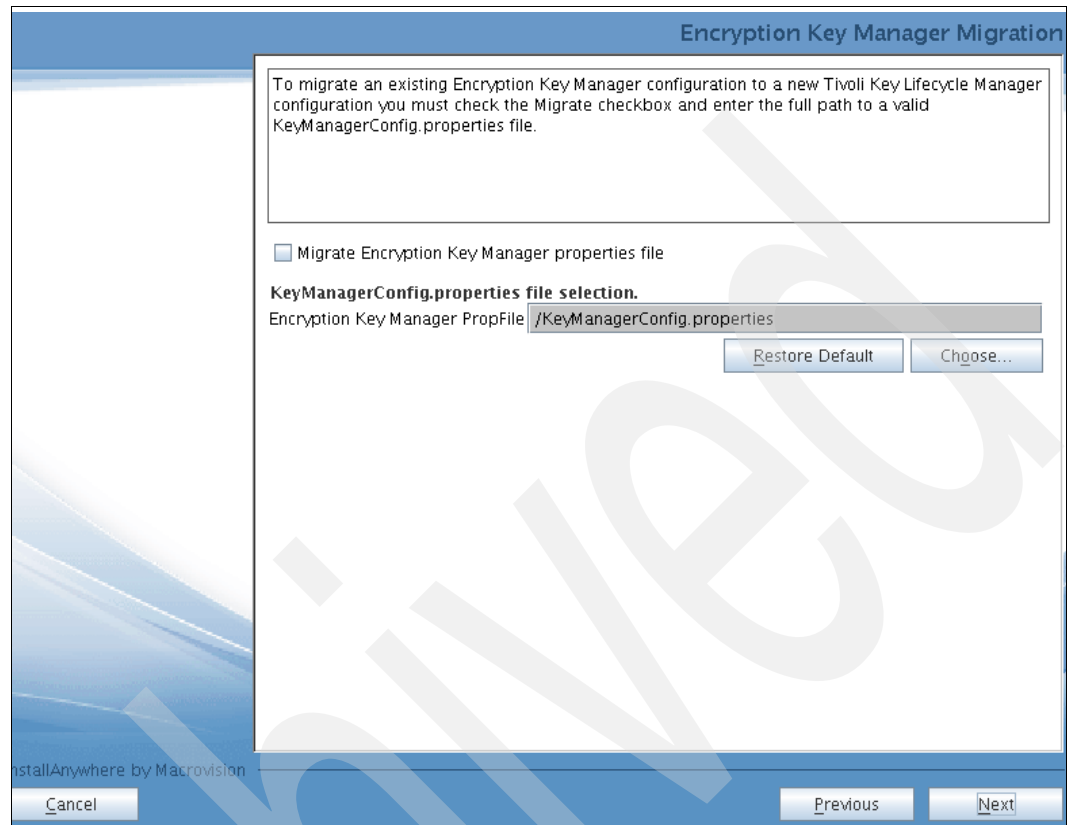 Encryption Key Manager Migration
To migrate an existing Encryption Key Manager configuration to a new Tivoli Key Lifecycle Manager
configuration you must check the Migrate checkbox and enter the full path to a valid
KeyManagerConfig.properties file.
Migrate Encryption Key Manager properties file
KeyManagerConfig.properties file selection.
Encryption Key Manager PropFile /KeyManagerConfig.properties
Restore Default Choose...
nstallAnywhere by Macrovision
Cancel Previous Next
hived